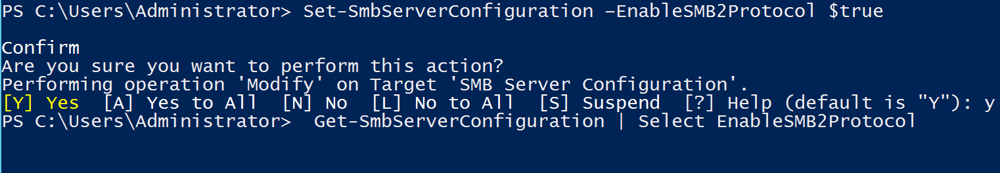 PS C:\Users\Administrator> Set-SmbServerConfiguration –EnableSMB2Protocol $true
Confirm
Are you sure you want to perform this action?
Performing operation 'Modify' on Target 'SMB Server Configuration'.
[Y] Yes  [A] Yes to All  [N] No  [L] No to All  [S] Suspend  [?] Help (default is "Y"): y
PS C:\Users\Administrator>  Get-SmbServerConfiguration | Select EnableSMB2Protocol